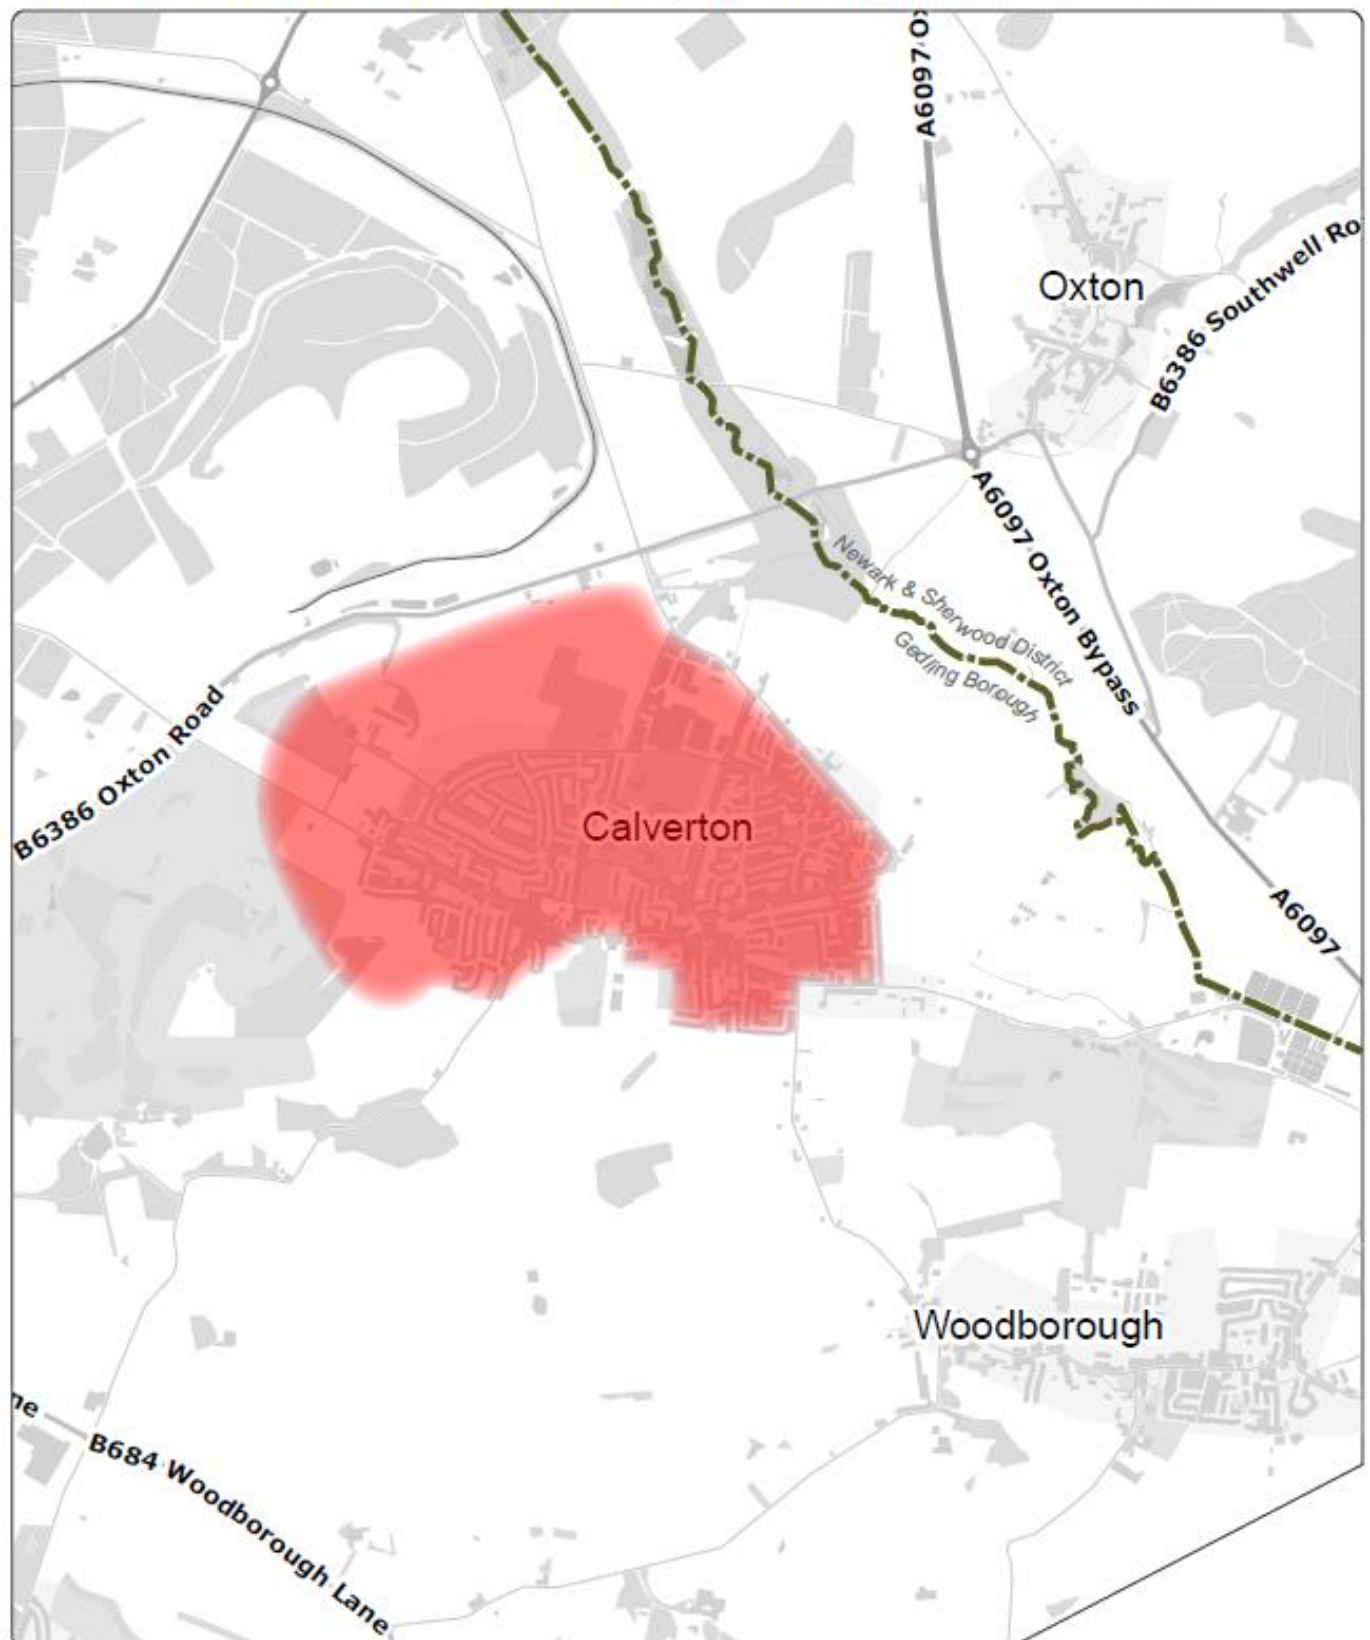 A6097 O
Oxton
B6386 Southwell Ro
A6097 Oxton Bypass
Newark & Sherwood District
Gedling Borough
B6386 Oxton Road
Calverton
A6097
Woodborough
ne
B684 Woodborough Lane